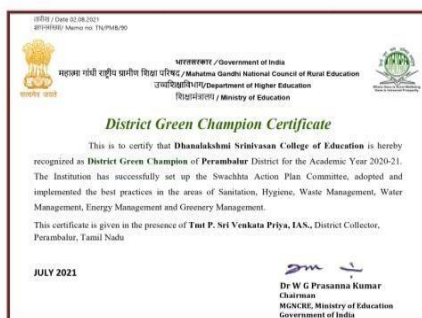 तारीख / Date 02.08.2021
ज्ञापनसंख्या/ Memo no: TN/PMB/90
भारतसरकार /Government of India
महात्मा गांधी राष्ट्रीय ग्रामीण शिक्षा परिषद् /Mahatma Gandhi National Council of Rural Education
उच्चशिक्षाविभाग/Department of Higher Education
शिक्षामंत्रालय / Ministry of Education
सत्यमेव जयते
District Green Champion Certificate
This is to certify that Dhanalakshmi Srinivasan College of Education is hereby
recognized as District Green Champion of Perambalur District for the Academic Year 2020-21.
The Institution has successfully set up the Swachhta Action Plan Committee, adopted and
implemented the best practices in the areas of Sanitation, Hygiene, Waste Management, Water
Management, Energy Management and Greenery Management.
This certificate is given in the presence of Tmt P. Sri Venkata Priya, IAS., District Collector,
Perambalur, Tamil Nadu
JULY 2021
Dr W G Prasanna Kumar
Chairman
MGNCRE, Ministry of Education
Government of India